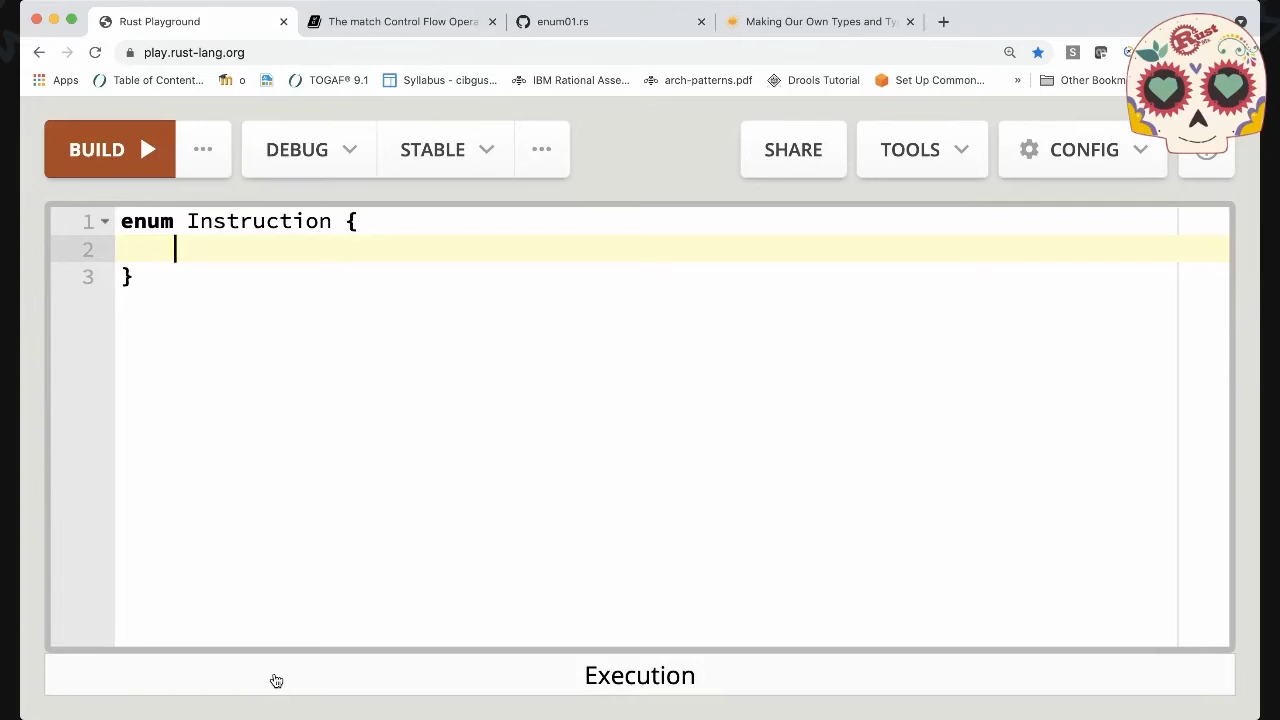 Rust Playground
The match Control Flow Opera
enum01.rs
Making Our Own Types and Ty
play.rust-lang.org
S
Apps
Table of Content...
o
TOGAF® 9.1
Syllabus - cibgus...
IBM Rational Asse...
arch-patterns.pdf
Drools Tutorial
Set Up Common...
»
Other Bookm
Rust
BUILD
DEBUG
STABLE
SHARE
TOOLS
CONFIG
1 enum Instruction {
2
3 }
Execution